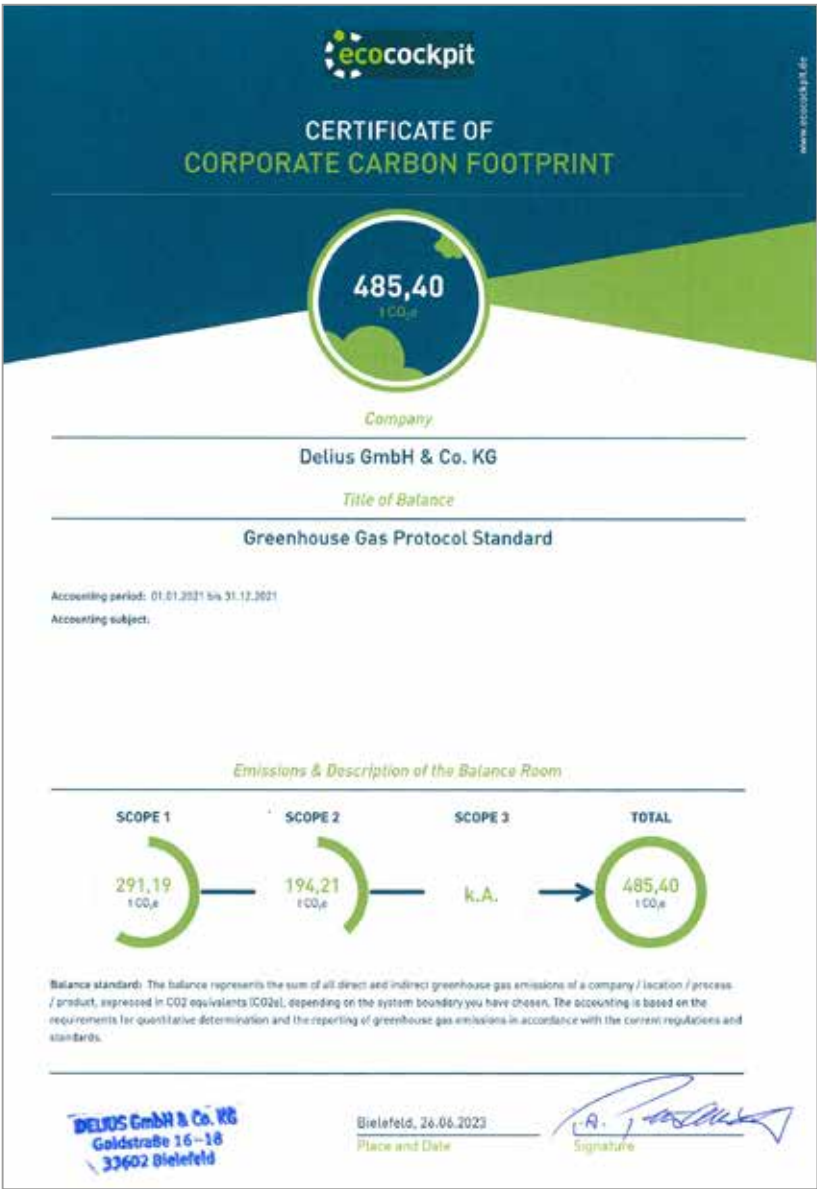 ecocockpit
www.ecocockpit.de
CERTIFICATE OF
CORPORATE CARBON FOOTPRINT
485,40
t CO₂e
Company
Delius GmbH & Co. KG
Title of Balance
Greenhouse Gas Protocol Standard
Accounting period: 01.01.2021 bis 31.12.2021
Accounting subject:
Emissions & Description of the Balance Room
SCOPE 1 SCOPE 2 SCOPE 3 TOTAL
291,19 194,21 k.A. 485,40
t CO₂e t CO₂e t CO₂e
Balance standard: The balance represents the sum of all direct and indirect greenhouse gas emissions of a company / location / process
/ product, expressed in CO2 equivalents (CO2e), depending on the system boundary you have chosen. The accounting is based on the
requirements for quantitative determination and the reporting of greenhouse gas emissions in accordance with the current regulations and
standards.
DELIUS GmbH & Co. KG
Goldstraße 16-18
33602 Bielefeld
Bielefeld, 26.06.2023
Place and Date
i.A.
Signature